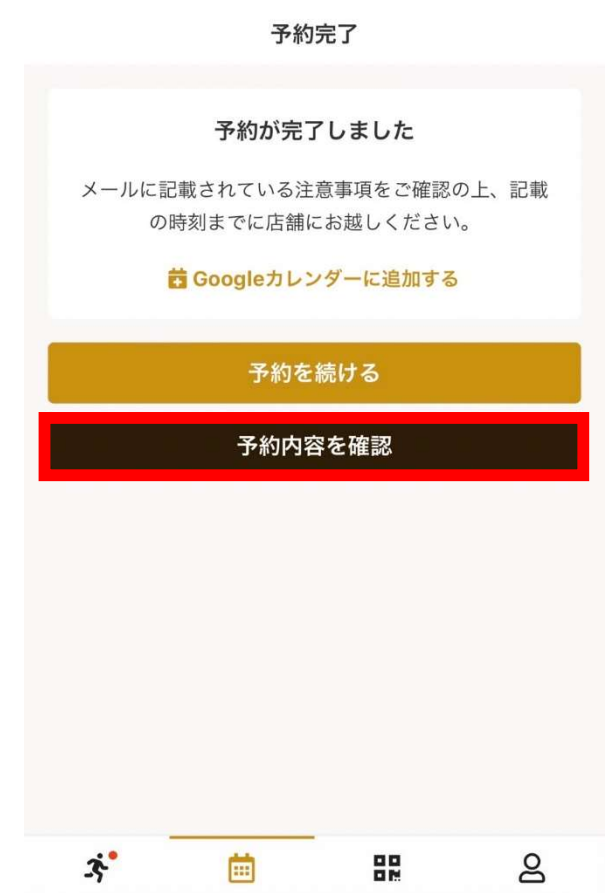 予約完了
予約が完了しました
メールに記載されている注意事項をご確認の上、記載
の時刻までに店舗にお越しください。
Googleカレンダーに追加する
予約を続ける
予約内容を確認